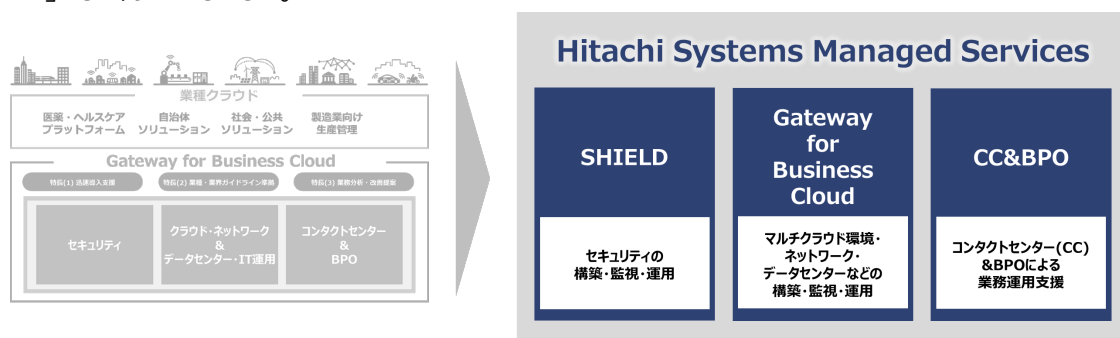 業種クラウド
医薬・ヘルスケア
プラットフォーム
自治体
ソリューション
社会・公共
ソリューション
製造業向け
生産管理
Gateway for Business Cloud
特長(1) 迅速導入支援
特長(2) 業種・業界ガイドライン準拠
特長(3) 業務分析・改善提案
セキュリティ
クラウド・ネットワーク
&
データセンター・IT運用
コンタクトセンター
&
BPO
Hitachi Systems Managed Services
SHIELD
セキュリティの
構築・監視・運用
Gateway
for
Business
Cloud
マルチクラウド環境・
ネットワーク・
データセンターなどの
構築・監視・運用
CC&BPO
コンタクトセンター(CC)
&BPOによる
業務運用支援